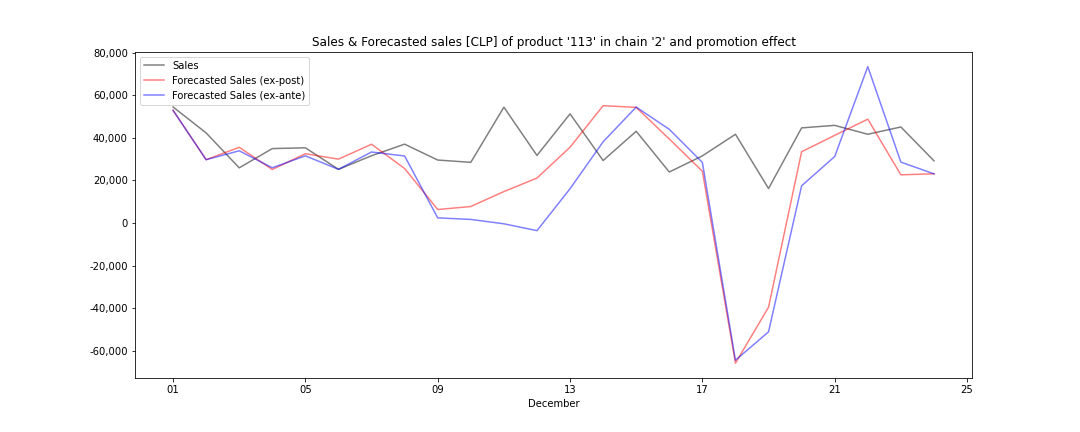 Sales & Forecasted sales [CLP] of product '113' in chain '2' and promotion effect
Sales
Forecasted Sales (ex-post)
Forecasted Sales (ex-ante)
80,000
60,000
40,000
20,000
0
-20,000
-40,000
-60,000
01 05 09 13 17 21 25
December